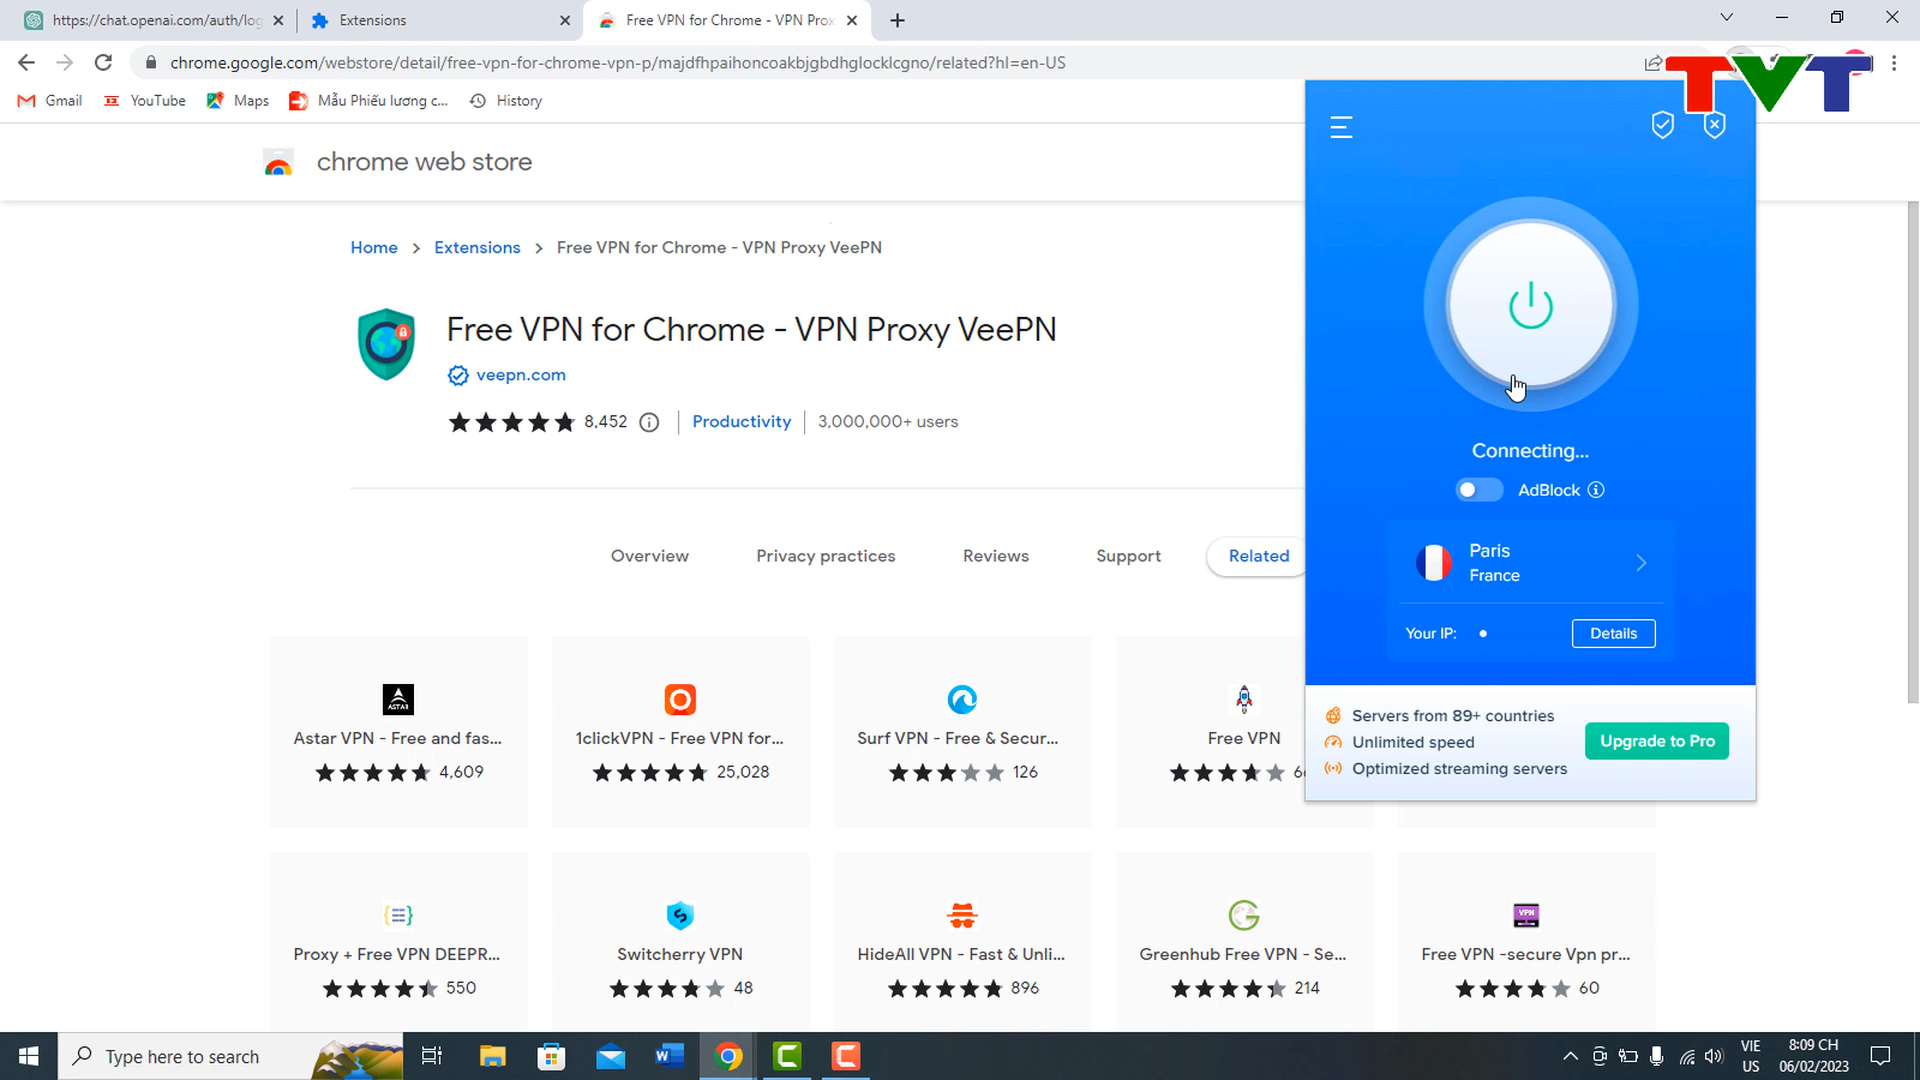 https://chat.openai.com/auth/log
Extensions
Free VPN for Chrome - VPN Prox
chrome.google.com/webstore/detail/free-vpn-for-chrome-vpn-p/majdfhpaihoncoakbjgbdhglocklcgno/related?hl=en-US
TVT
Gmail
YouTube
Maps
Mẫu Phiếu lương c...
History
chrome web store
Home > Extensions > Free VPN for Chrome - VPN Proxy VeePN
Free VPN for Chrome - VPN Proxy VeePN
veepn.com
8,452
Productivity
3,000,000+ users
Overview
Privacy practices
Reviews
Support
Related
Connecting...
AdBlock
Paris
France
Your IP:
Details
Servers from 89+ countries
Unlimited speed
Optimized streaming servers
Upgrade to Pro
ASTAR
Astar VPN - Free and fas...
4,609
1clickVPN - Free VPN for...
25,028
Surf VPN - Free & Secur...
126
Free VPN
Proxy + Free VPN DEEPR...
550
Switcherry VPN
48
HideAll VPN - Fast & Unli...
896
Greenhub Free VPN - Se...
214
VPN
Free VPN -secure Vpn pr...
60
Type here to search
VIE
US
8:09 CH
06/02/2023